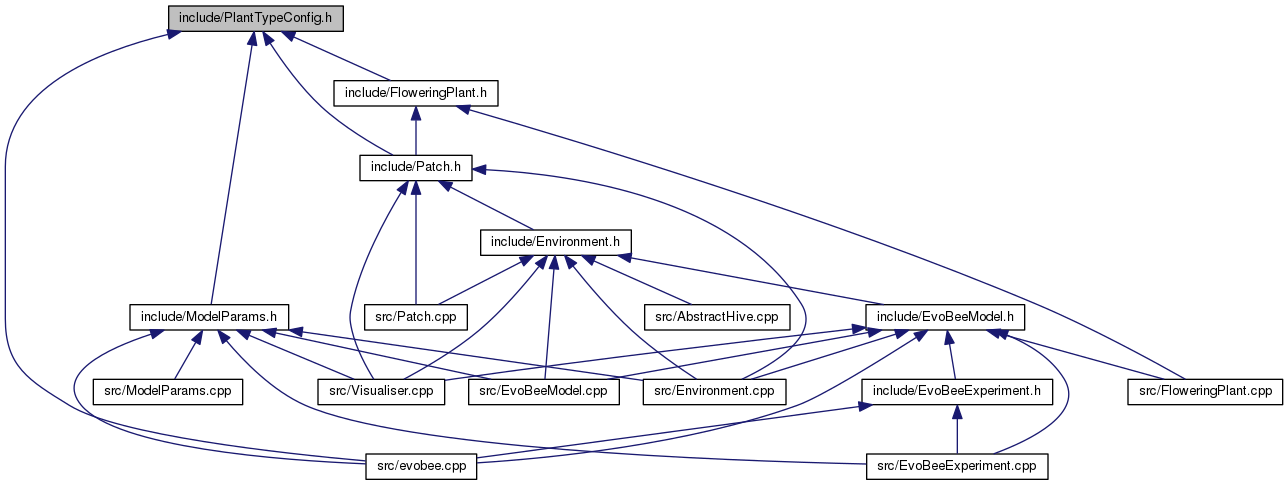 include/PlantTypeConfig.h
include/FloweringPlant.h
include/Patch.h
include/Environment.h
include/ModelParams.h
src/Patch.cpp
src/AbstractHive.cpp
include/EvoBeeModel.h
src/ModelParams.cpp
src/Visualiser.cpp
src/EvoBeeModel.cpp
src/Environment.cpp
include/EvoBeeExperiment.h
src/FloweringPlant.cpp
src/evobee.cpp
src/EvoBeeExperiment.cpp